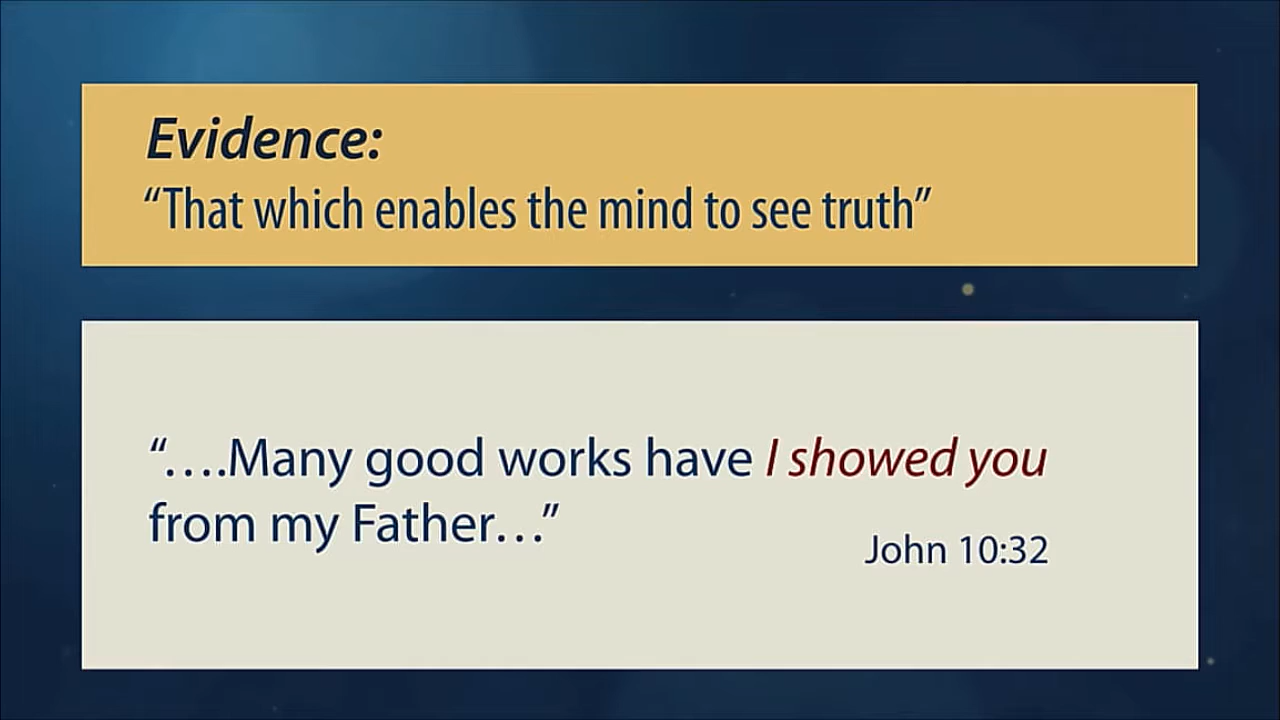 Evidence:
“That which enables the mind to see truth”
“….Many good works have I showed you
from my Father…”
John 10:32